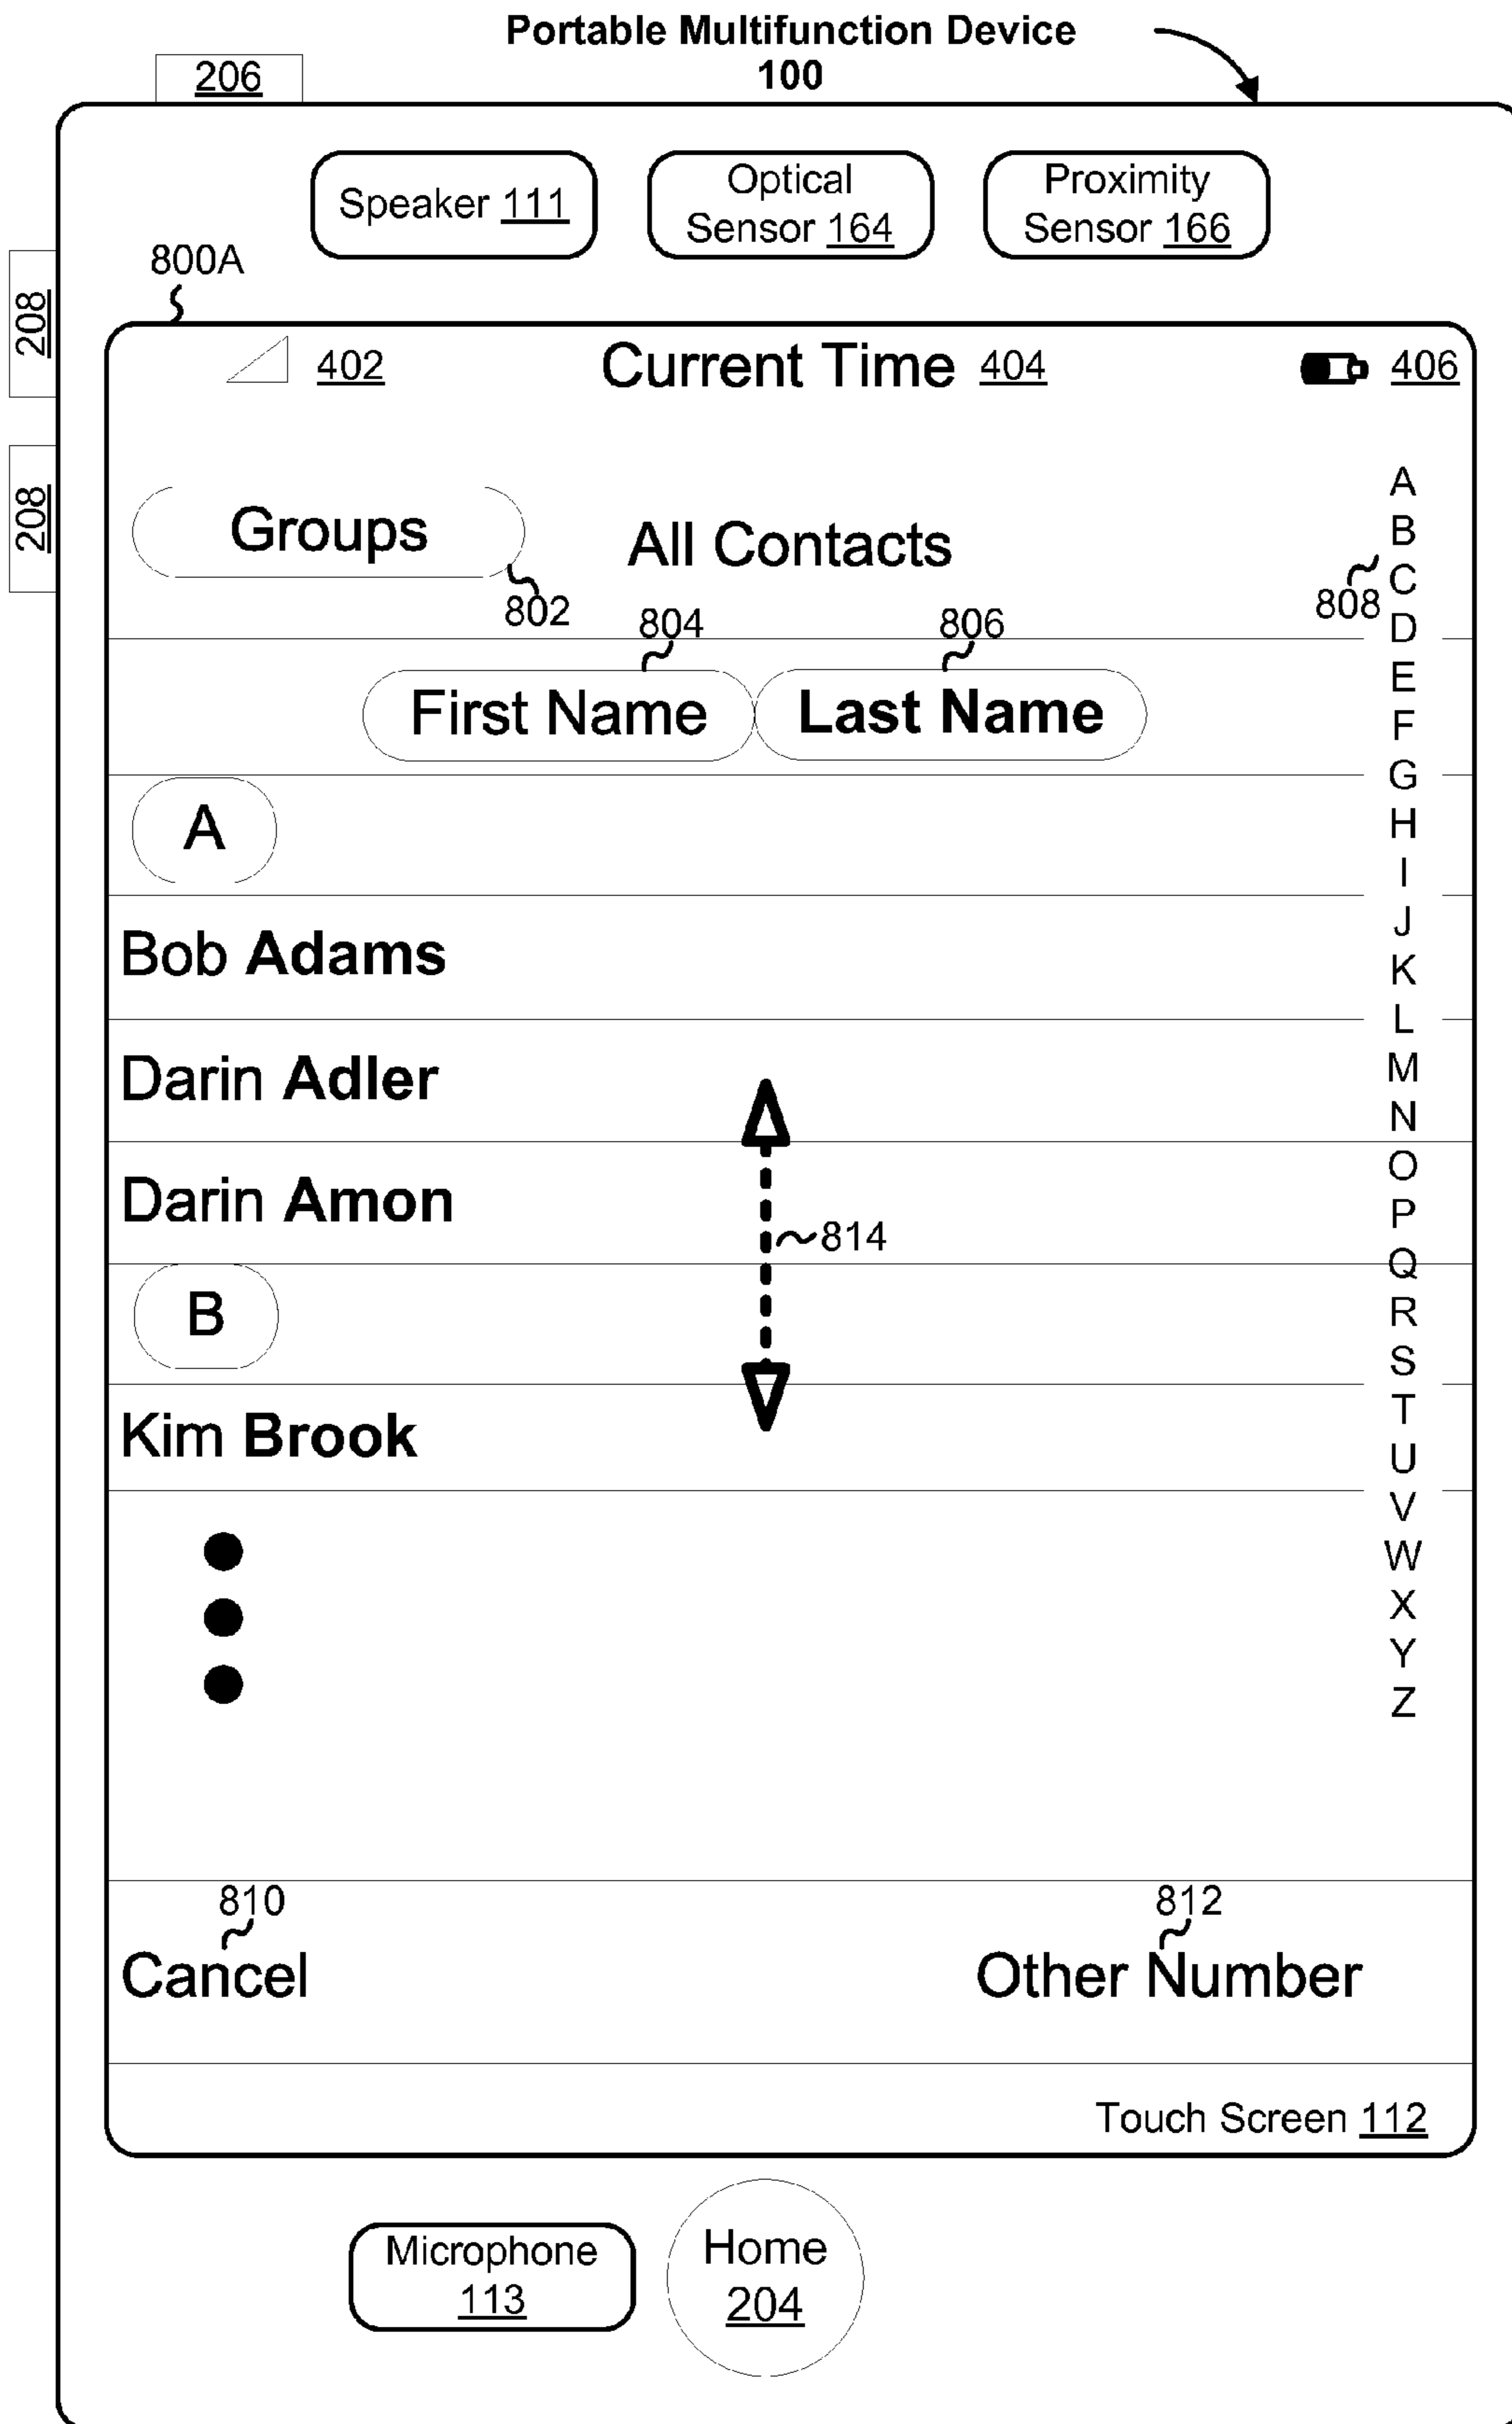 Portable Multifunction Device
100
206
Speaker 111
Optical
Sensor 164
Proximity
Sensor 166
800A
208
208
402
Current Time 404
406
Groups
All Contacts
802
804
806
808
First Name
Last Name
A
Bob Adams
Darin Adler
Darin Amon
814
B
Kim Brook
A
B
C
D
E
F
G
H
I
J
K
L
M
N
O
P
Q
R
S
T
U
V
W
X
Y
Z
810
812
Cancel
Other Number
Touch Screen 112
Microphone
113
Home
204